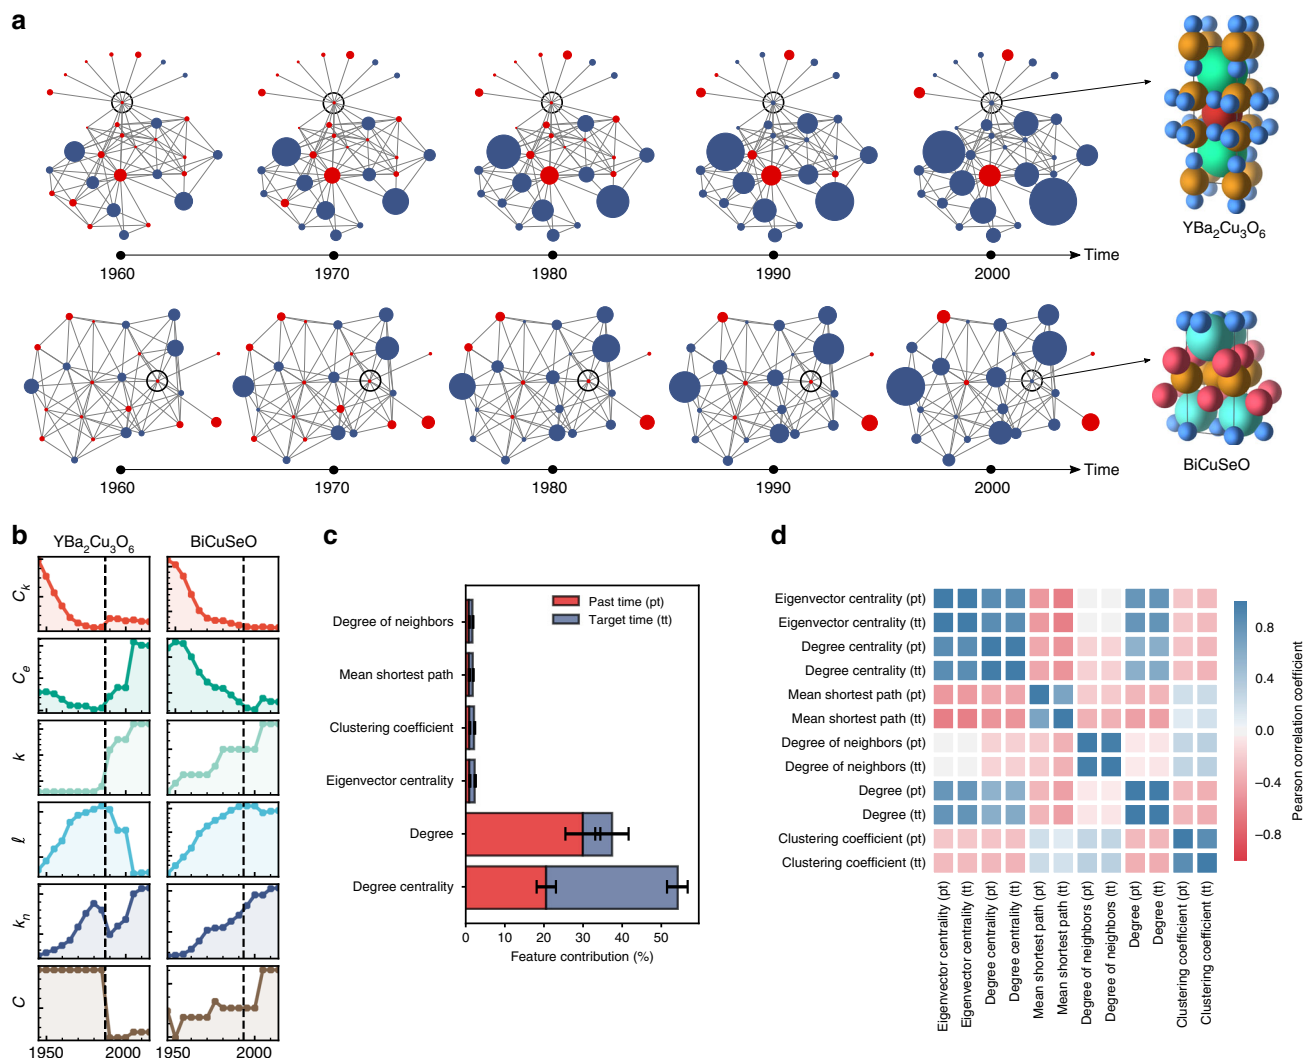 a
YBa₂Cu₃O₆
Time
1960
1970
1980
1990
2000
BiCuSeO
Time
1960
1970
1980
1990
2000
b
YBa₂Cu₃O₆
BiCuSeO
Cₖ
Cₑ
k
ℓ
kₙ
C
1950
2000
1950
2000
c
Past time (pt)
Target time (tt)
Degree of neighbors
Mean shortest path
Clustering coefficient
Eigenvector centrality
Degree
Degree centrality
0
10
20
30
40
50
Feature contribution (%)
d
Eigenvector centrality (pt)
Eigenvector centrality (tt)
Degree centrality (pt)
Degree centrality (tt)
Mean shortest path (pt)
Mean shortest path (tt)
Degree of neighbors (pt)
Degree of neighbors (tt)
Degree (pt)
Degree (tt)
Clustering coefficient (pt)
Clustering coefficient (tt)
Eigenvector centrality (pt)
Eigenvector centrality (tt)
Degree centrality (pt)
Degree centrality (tt)
Mean shortest path (pt)
Mean shortest path (tt)
Degree of neighbors (pt)
Degree of neighbors (tt)
Degree (pt)
Degree (tt)
Clustering coefficient (pt)
Clustering coefficient (tt)
0.8
0.4
0.0
−0.4
−0.8
Pearson correlation coefficient